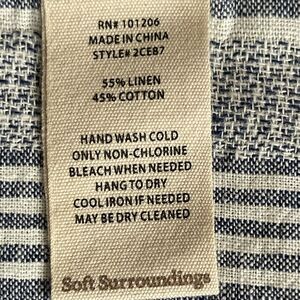 RN# 101206
MADE IN CHINA
STYLE# 2CEB7
55% LINEN
45% COTTON
HAND WASH COLD
ONLY NON-CHLORINE
BLEACH WHEN NEEDED
HANG TO DRY
COOL IRON IF NEEDED
MAY BE DRY CLEANED
Soft Surroundings